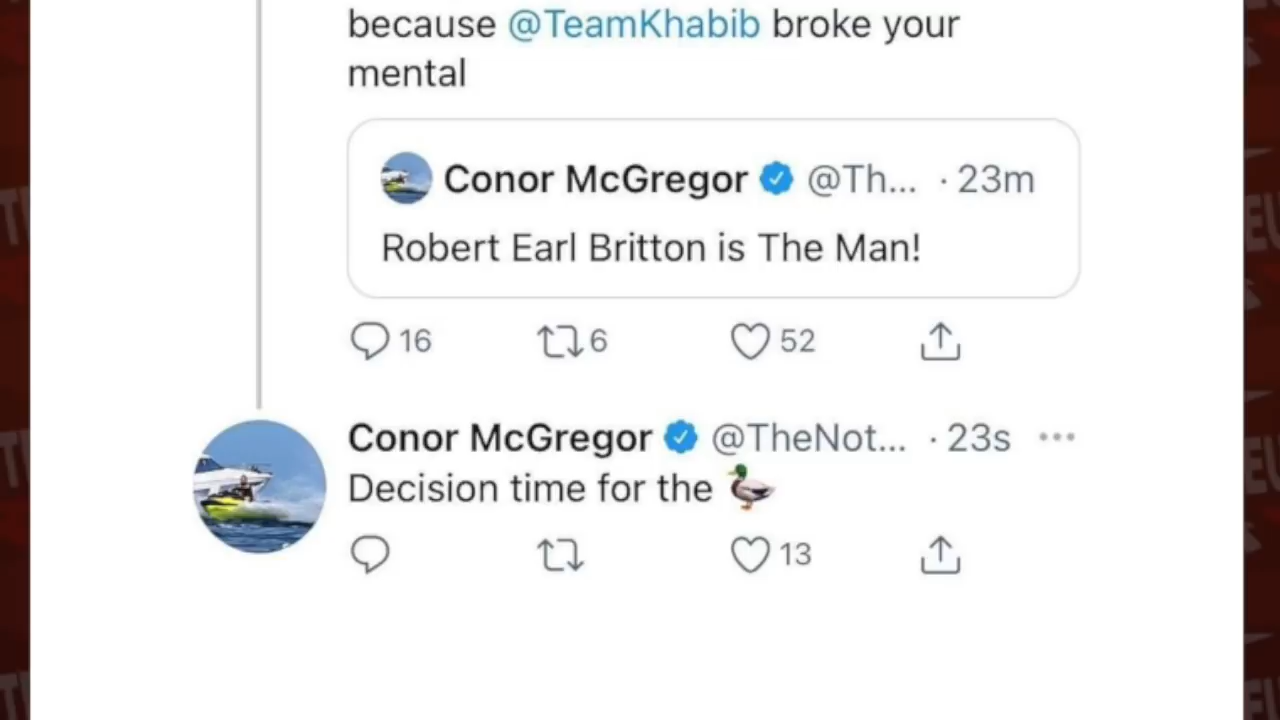 because @TeamKhabib broke your
mental
Conor McGregor @Th... · 23m
Robert Earl Britton is The Man!
16 6 52
Conor McGregor @TheNot... · 23s
Decision time for the 🦆
13